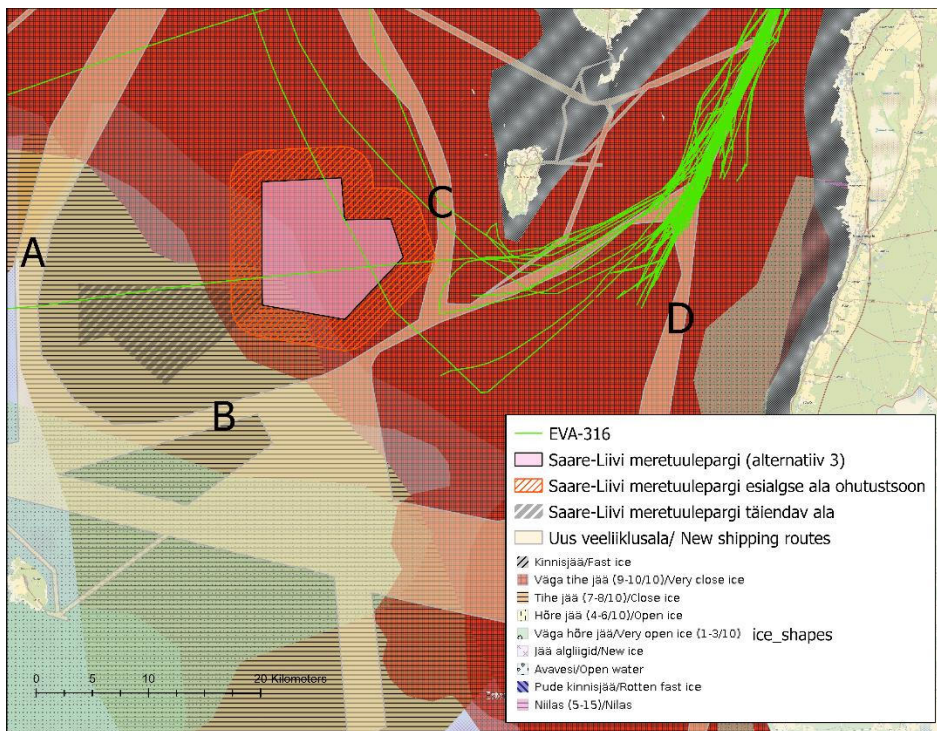 C
A
D
B
EVA-316
Saare-Liivi meretuulepargi (alternatiiv 3)
Saare-Liivi meretuulepargi esialgse ala ohutustsoon
Saare-Liivi meretuulepargi täiendav ala
Uus veeliiklusala/ New shipping routes
Kinnisjää/Fast ice
Väga tihe jää (9-10/10)/Very close ice
Tihe jää (7-8/10)/Close ice
Hõre jää (4-6/10)/Open ice
Väga hõre jää/Very open ice (1-3/10) ice_shapes
Jää algliigid/New ice
Avavesi/Open water
Pude kinnisjää/Rotten fast ice
Niilas (5-15)/Nilas
0 5 10 20 Kilometers